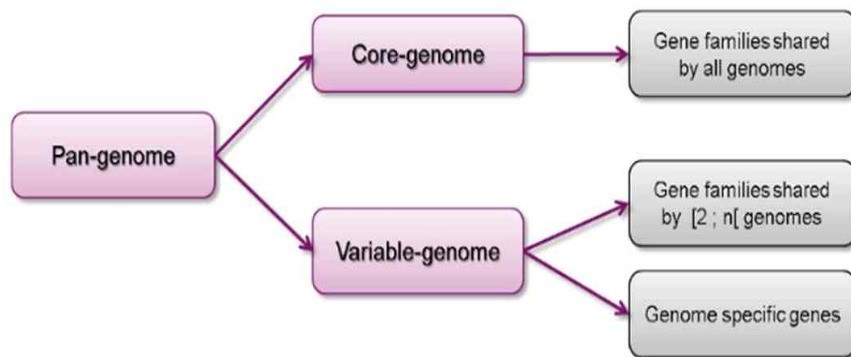 Pan-genome
Core-genome
Gene families shared
by all genomes
Variable-genome
Gene families shared
by [2 ; n[ genomes
Genome specific genes